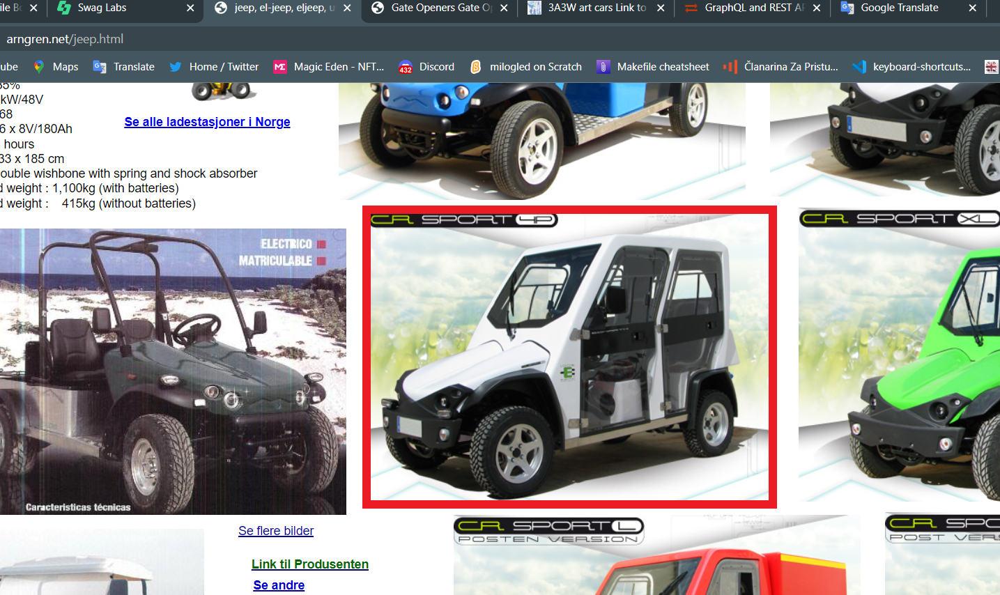 ile Bo
Swag Labs
jeep, el-jeep, eljeep, u
Gate Openers Gate Op
3A3W art cars Link to
GraphQL and REST AP
Google Translate
arngren.net/jeep.html
ube
Maps
Translate
Home / Twitter
Magic Eden - NFT...
432
Discord
milogled on Scratch
Makefile cheatsheet
Članarina Za Pristu...
keyboard-shortcuts...
85%
kW/48V
68
6 x 8V/180Ah
hours
33 x 185 cm
ouble wishbone with spring and shock absorber
d weight : 1,100kg (with batteries)
d weight : 415kg (without batteries)
Se alle ladestasjoner i Norge
ELECTRICO
MATRICULABLE
Caracteristicas técnicas
CR SPORT 4P
E
CR SPORT XL
Se flere bilder
Link til Produsenten
Se andre
CR SPORT L
POSTEN VERSION
CR SPO
POST VER